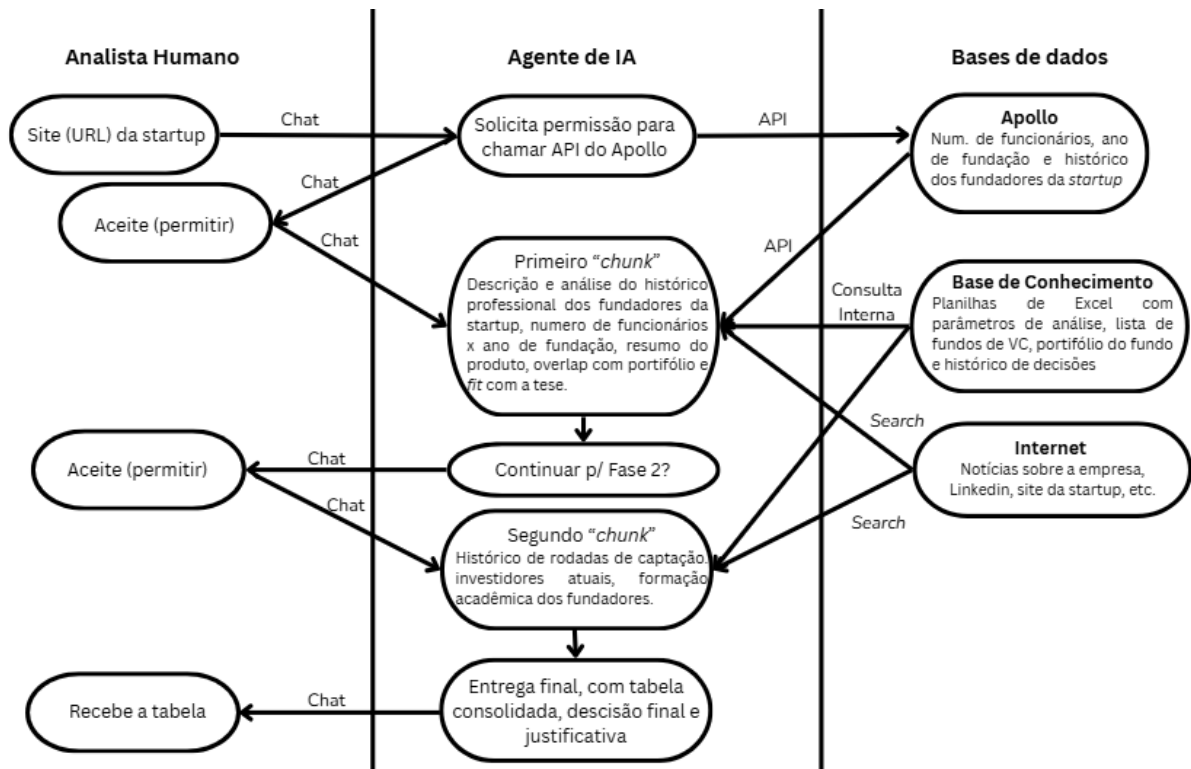 Analista Humano
Agente de IA
Bases de dados
Site (URL) da startup
Chat
Solicita permissão para
chamar API do Apollo
API
Apollo
Num. de funcionários, ano
de fundação e histórico
dos fundadores da startup
Chat
Aceite (permitir)
Chat
API
Primeiro “chunk”
Descrição e análise do histórico
professional dos fundadores da
startup, numero de funcionários
x ano de fundação, resumo do
produto, overlap com portifólio e
fit com a tese.
Consulta
Interna
Base de Conhecimento
Planilhas de Excel com
parâmetros de análise, lista de
fundos de VC, portifólio do fundo
e histórico de decisões
Search
Internet
Notícias sobre a empresa,
Linkedin, site da startup, etc.
Aceite (permitir)
Chat
Continuar p/ Fase 2?
Chat
Search
Segundo “chunk”
Histórico de rodadas de captação.
investidores atuais, formação
acadêmica dos fundadores.
Recebe a tabela
Chat
Entrega final, com tabela
consolidada, descisão final e
justificativa